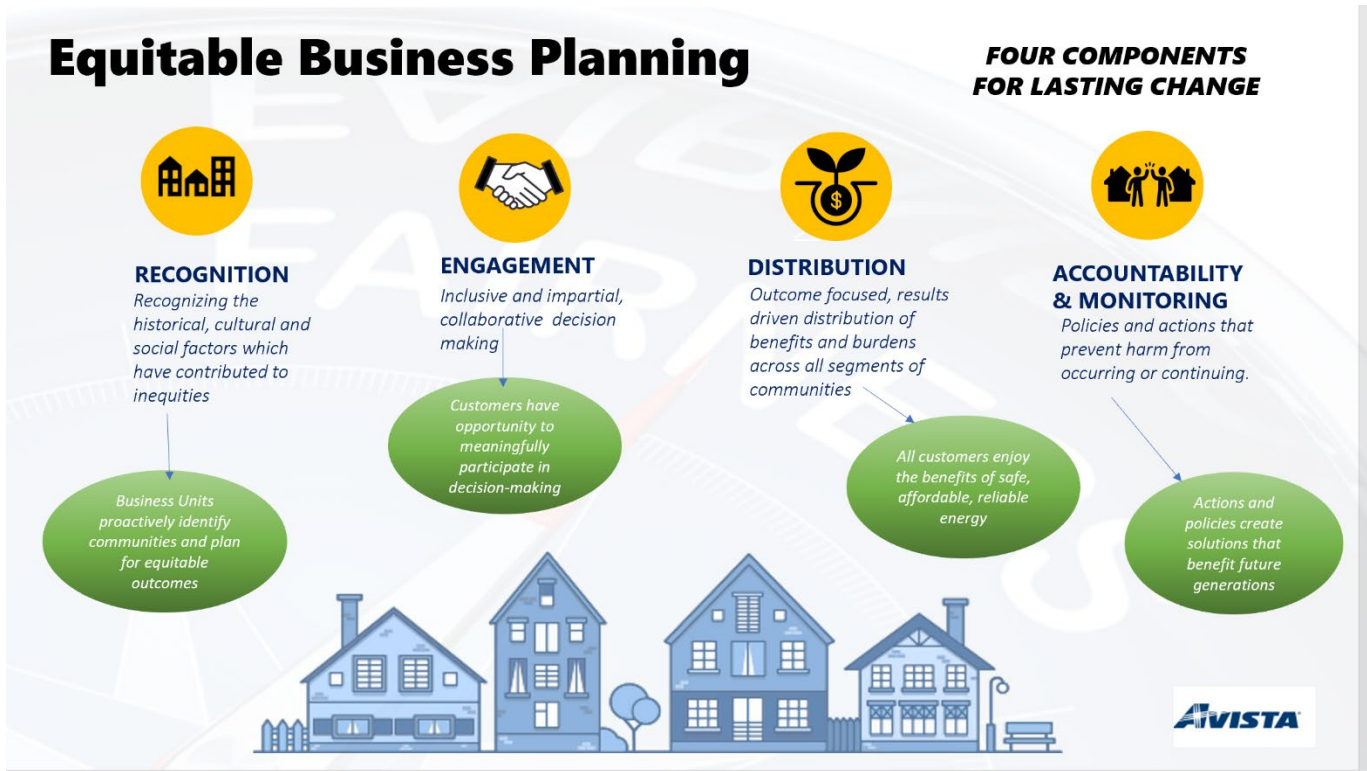 Equitable Business Planning
FOUR COMPONENTS
FOR LASTING CHANGE
RECOGNITION
Recognizing the
historical, cultural and
social factors which
have contributed to
inequities
Business Units
proactively identify
communities and plan
for equitable
outcomes
ENGAGEMENT
Inclusive and impartial,
collaborative decision
making
Customers have
opportunity to
meaningfully
participate in
decision-making
DISTRIBUTION
Outcome focused, results
driven distribution of
benefits and burdens
across all segments of
communities
All customers enjoy
the benefits of safe,
affordable, reliable
energy
ACCOUNTABILITY
& MONITORING
Policies and actions that
prevent harm from
occurring or continuing.
Actions and
policies create
solutions that
benefit future
generations
$
FAIRNESS
AVISTA